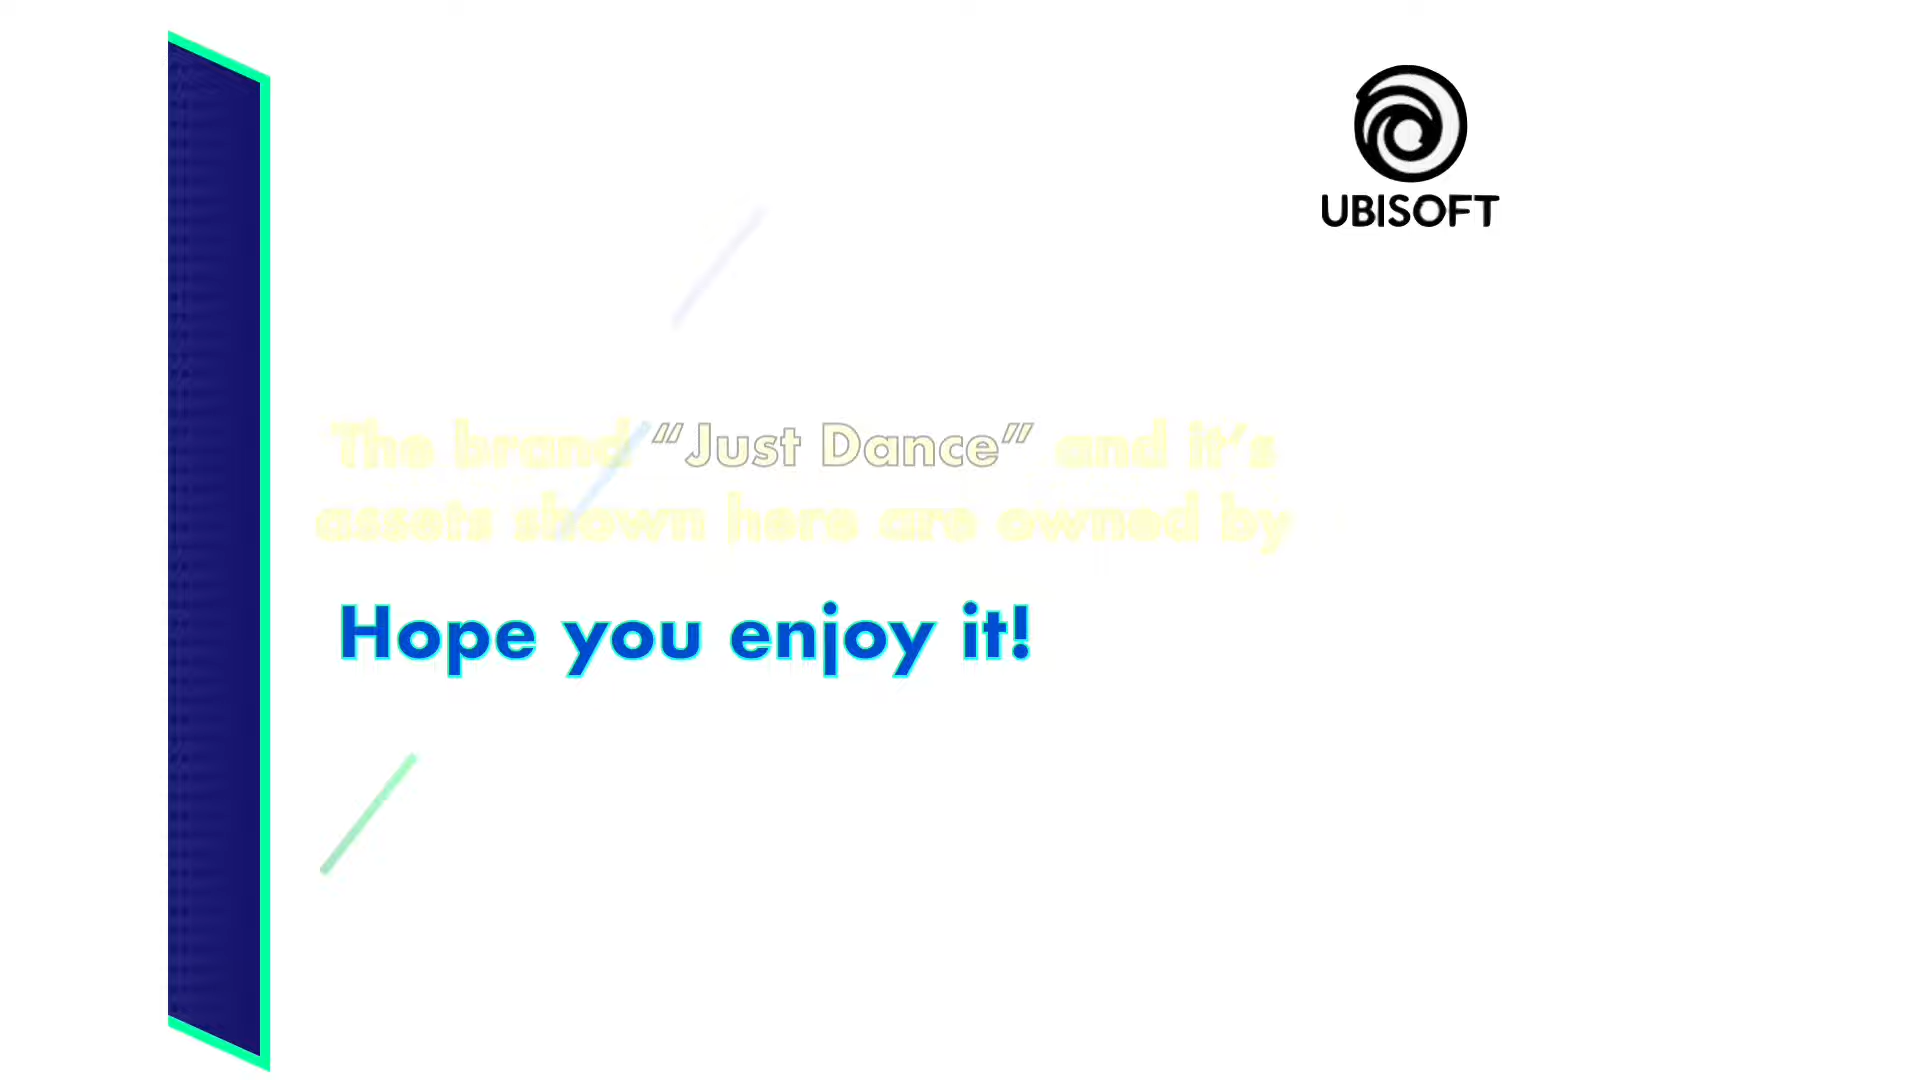 UBISOFT
The brand “Just Dance” and it’s
assets shown here are owned by
Hope you enjoy it!